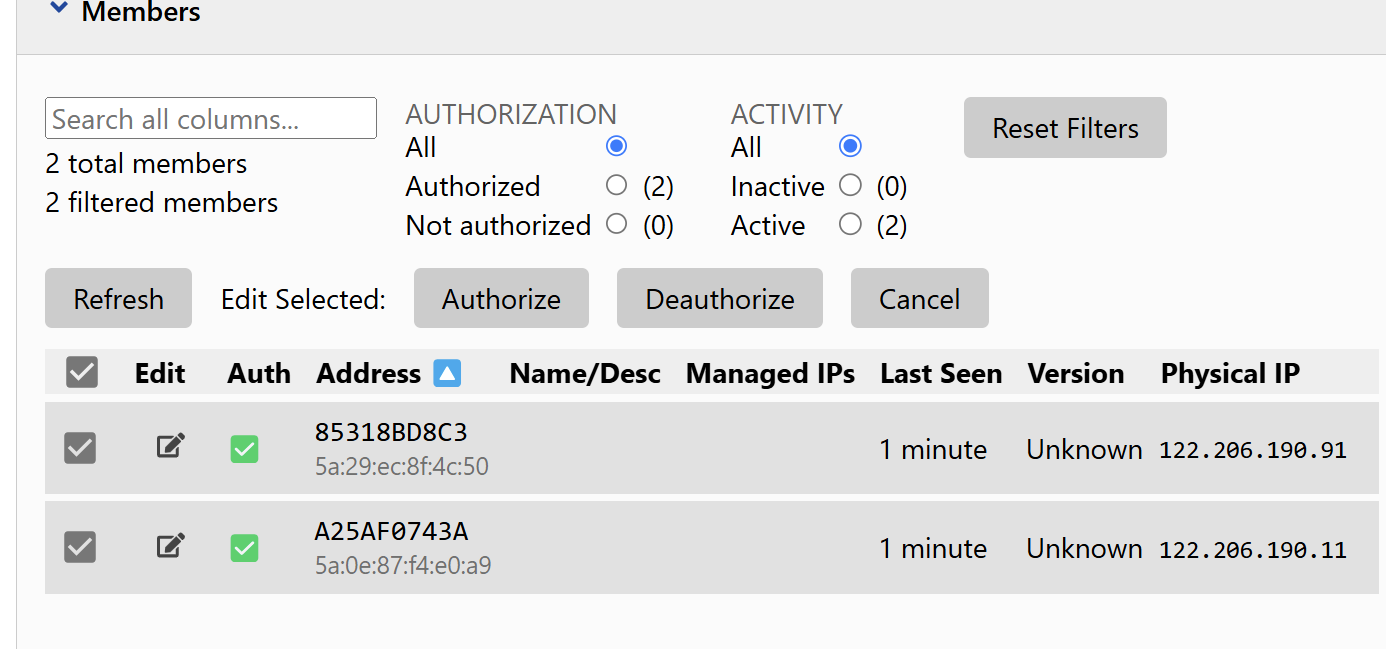 Members
Search all columns...
2 total members
2 filtered members
AUTHORIZATION
All
Authorized (2)
Not authorized (0)
ACTIVITY
All
Inactive (0)
Active (2)
Reset Filters
Refresh Edit Selected: Authorize Deauthorize Cancel
Edit Auth Address Name/Desc Managed IPs Last Seen Version Physical IP
85318BD8C3 1 minute Unknown 122.206.190.91
5a:29:ec:8f:4c:50
A25AF0743A 1 minute Unknown 122.206.190.11
5a:0e:87:f4:e0:a9